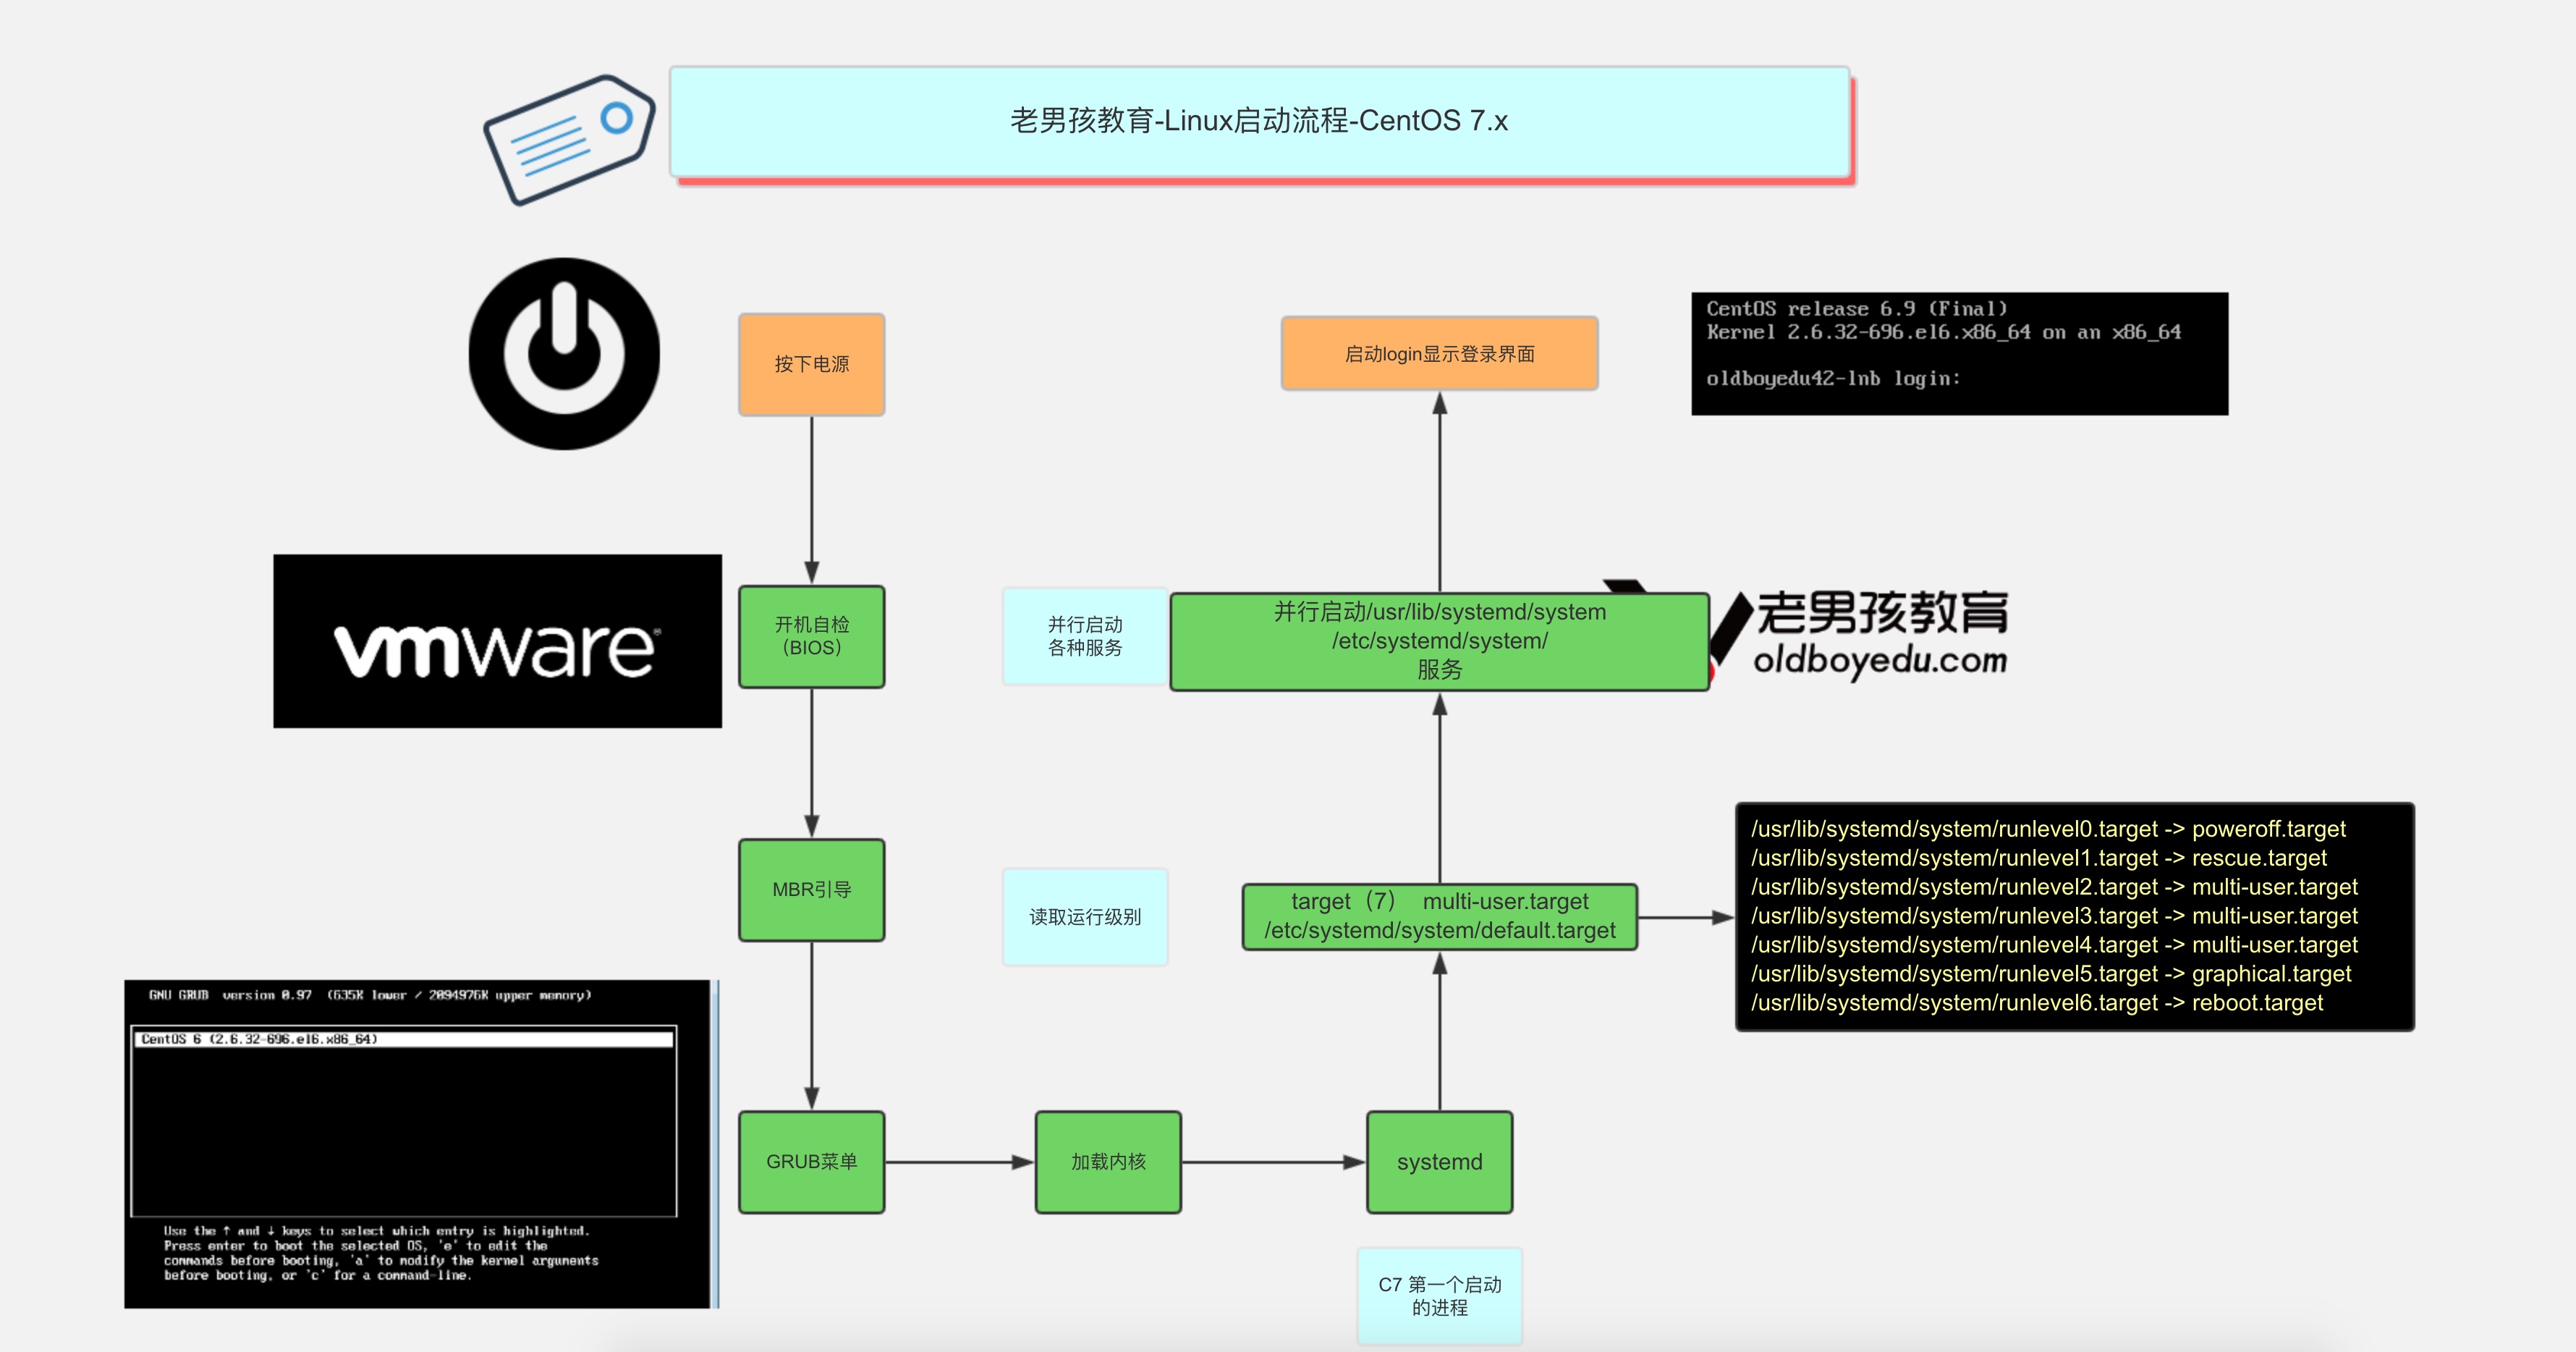 老男孩教育-Linux启动流程-CentOS 7.x
按下电源
启动login显示登录界面
CentOS release 6.9 (Final)
Kernel 2.6.32-696.el6.x86_64 on an x86_64
oldboyedu42-lnb login:
vmware®
开机自检
（BIOS）
并行启动
各种服务
并行启动/usr/lib/systemd/system
/etc/systemd/system/
服务
老男孩教育
oldboyedu.com
MBR引导
读取运行级别
target（7） multi-user.target
/etc/systemd/system/default.target
/usr/lib/systemd/system/runlevel0.target -> poweroff.target
/usr/lib/systemd/system/runlevel1.target -> rescue.target
/usr/lib/systemd/system/runlevel2.target -> multi-user.target
/usr/lib/systemd/system/runlevel3.target -> multi-user.target
/usr/lib/systemd/system/runlevel4.target -> multi-user.target
/usr/lib/systemd/system/runlevel5.target -> graphical.target
/usr/lib/systemd/system/runlevel6.target -> reboot.target
GNU GRUB version 0.97 (635K lower / 2094976K upper memory)
CentOS 6 (2.6.32-696.el6.x86_64)
Use the ↑ and ↓ keys to select which entry is highlighted.
Press enter to boot the selected OS, 'e' to edit the
commands before booting, 'a' to modify the kernel arguments
before booting, or 'c' for a command-line.
GRUB菜单
加载内核
systemd
C7 第一个启动
的进程